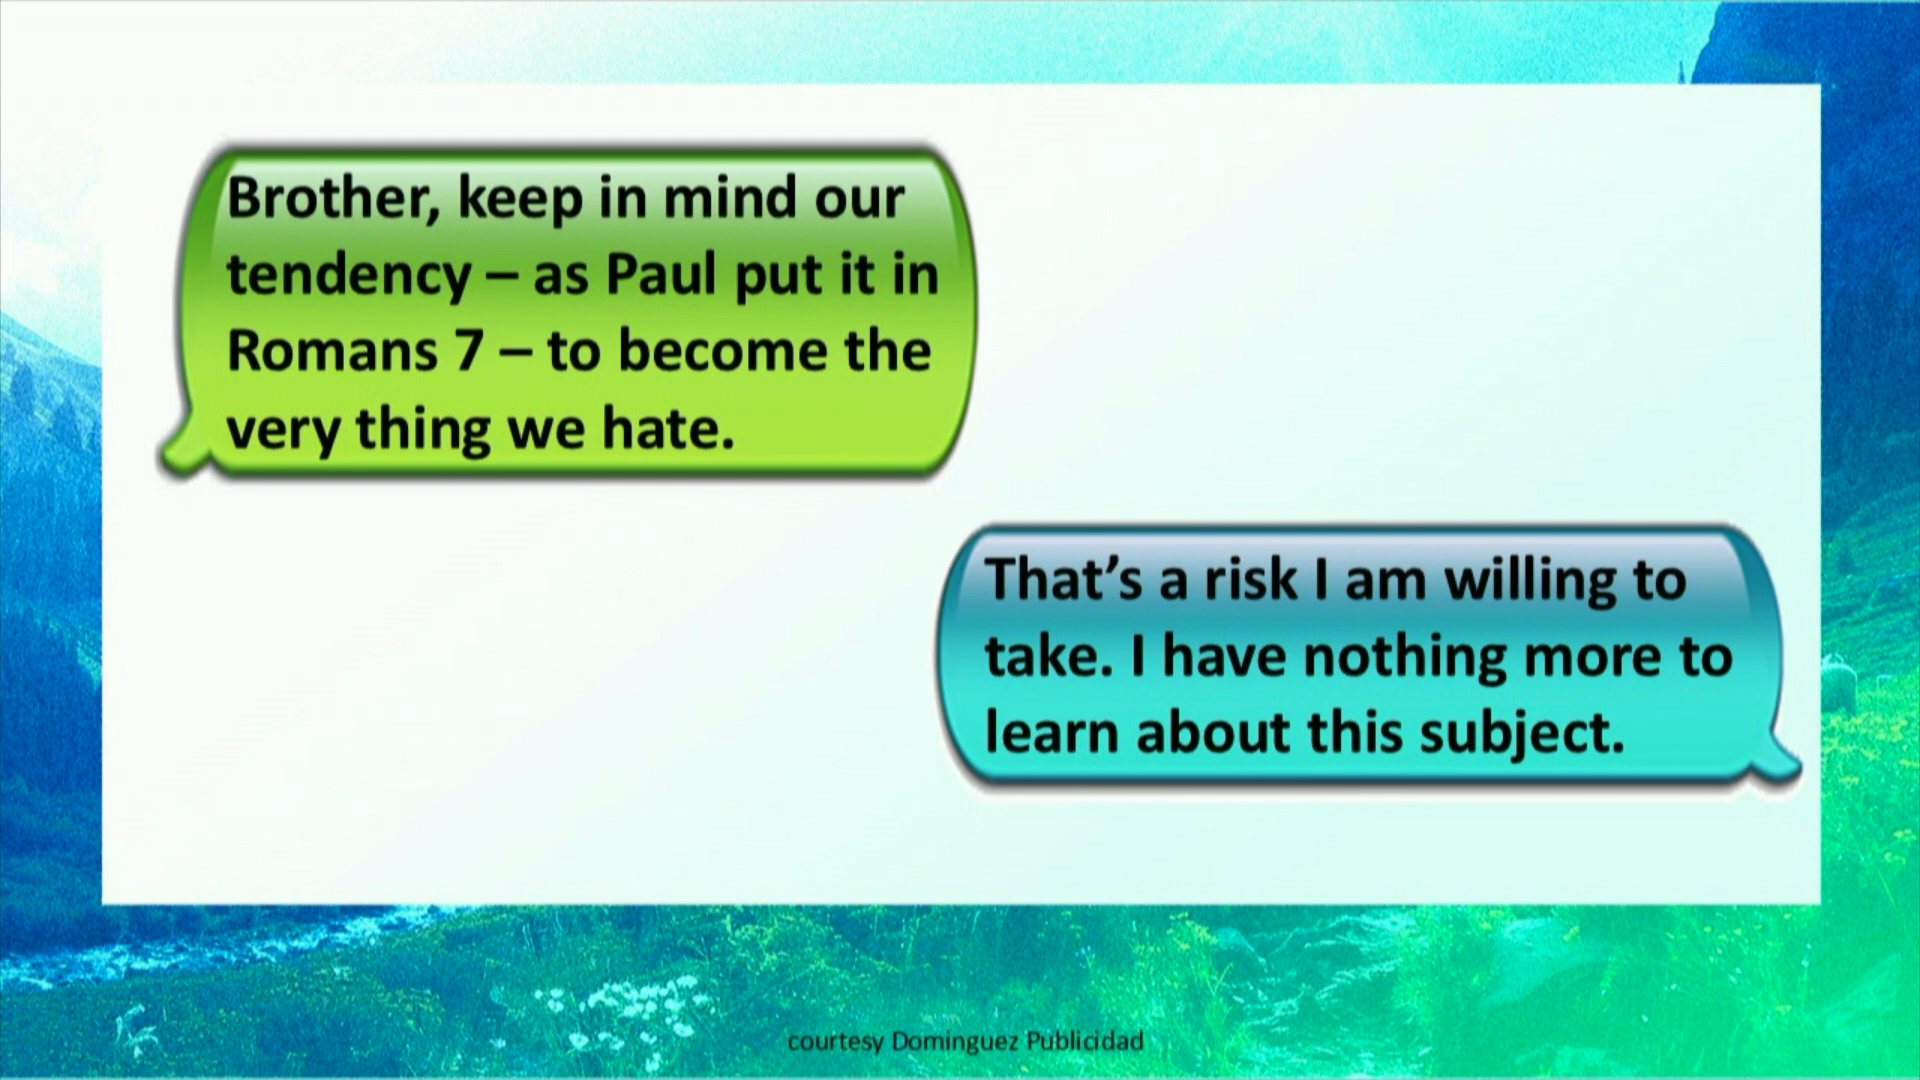 Brother, keep in mind our
tendency – as Paul put it in
Romans 7 – to become the
very thing we hate.
That’s a risk I am willing to
take. I have nothing more to
learn about this subject.
courtesy Dominguez Publicidad